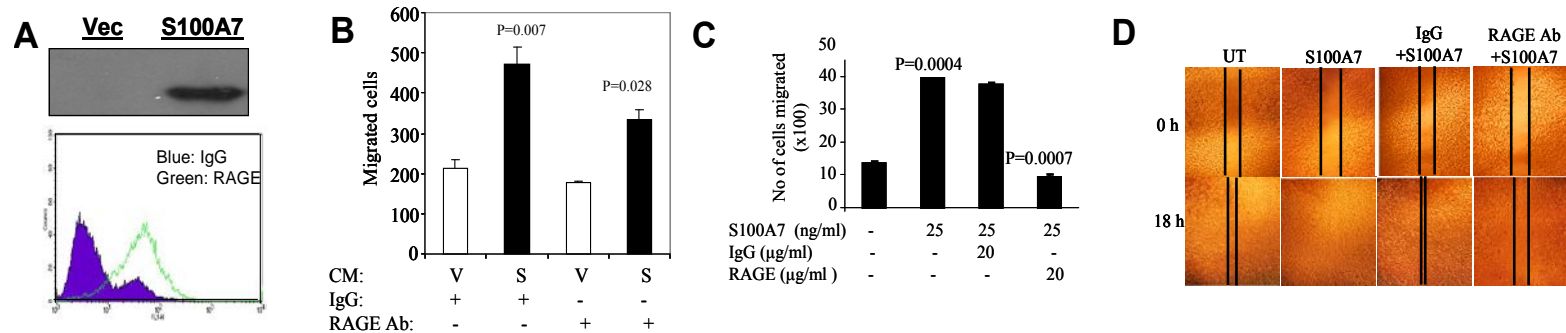 A
Vec S100A7
Blue: IgG
Green: RAGE
B
Migrated cells
600
500
400
300
200
100
0
P=0.007
P=0.028
CM: V S V S
IgG: + + - -
RAGE Ab: - - + +
C
No of cells migrated
(x100)
50
40
30
20
10
0
P=0.0004
P=0.0007
S100A7 (ng/ml) - 25 25 25
IgG (µg/ml) - - 20 -
RAGE (µg/ml ) - - - 20
D
UT
S100A7
IgG
+S100A7
RAGE Ab
+S100A7
0 h
18 h